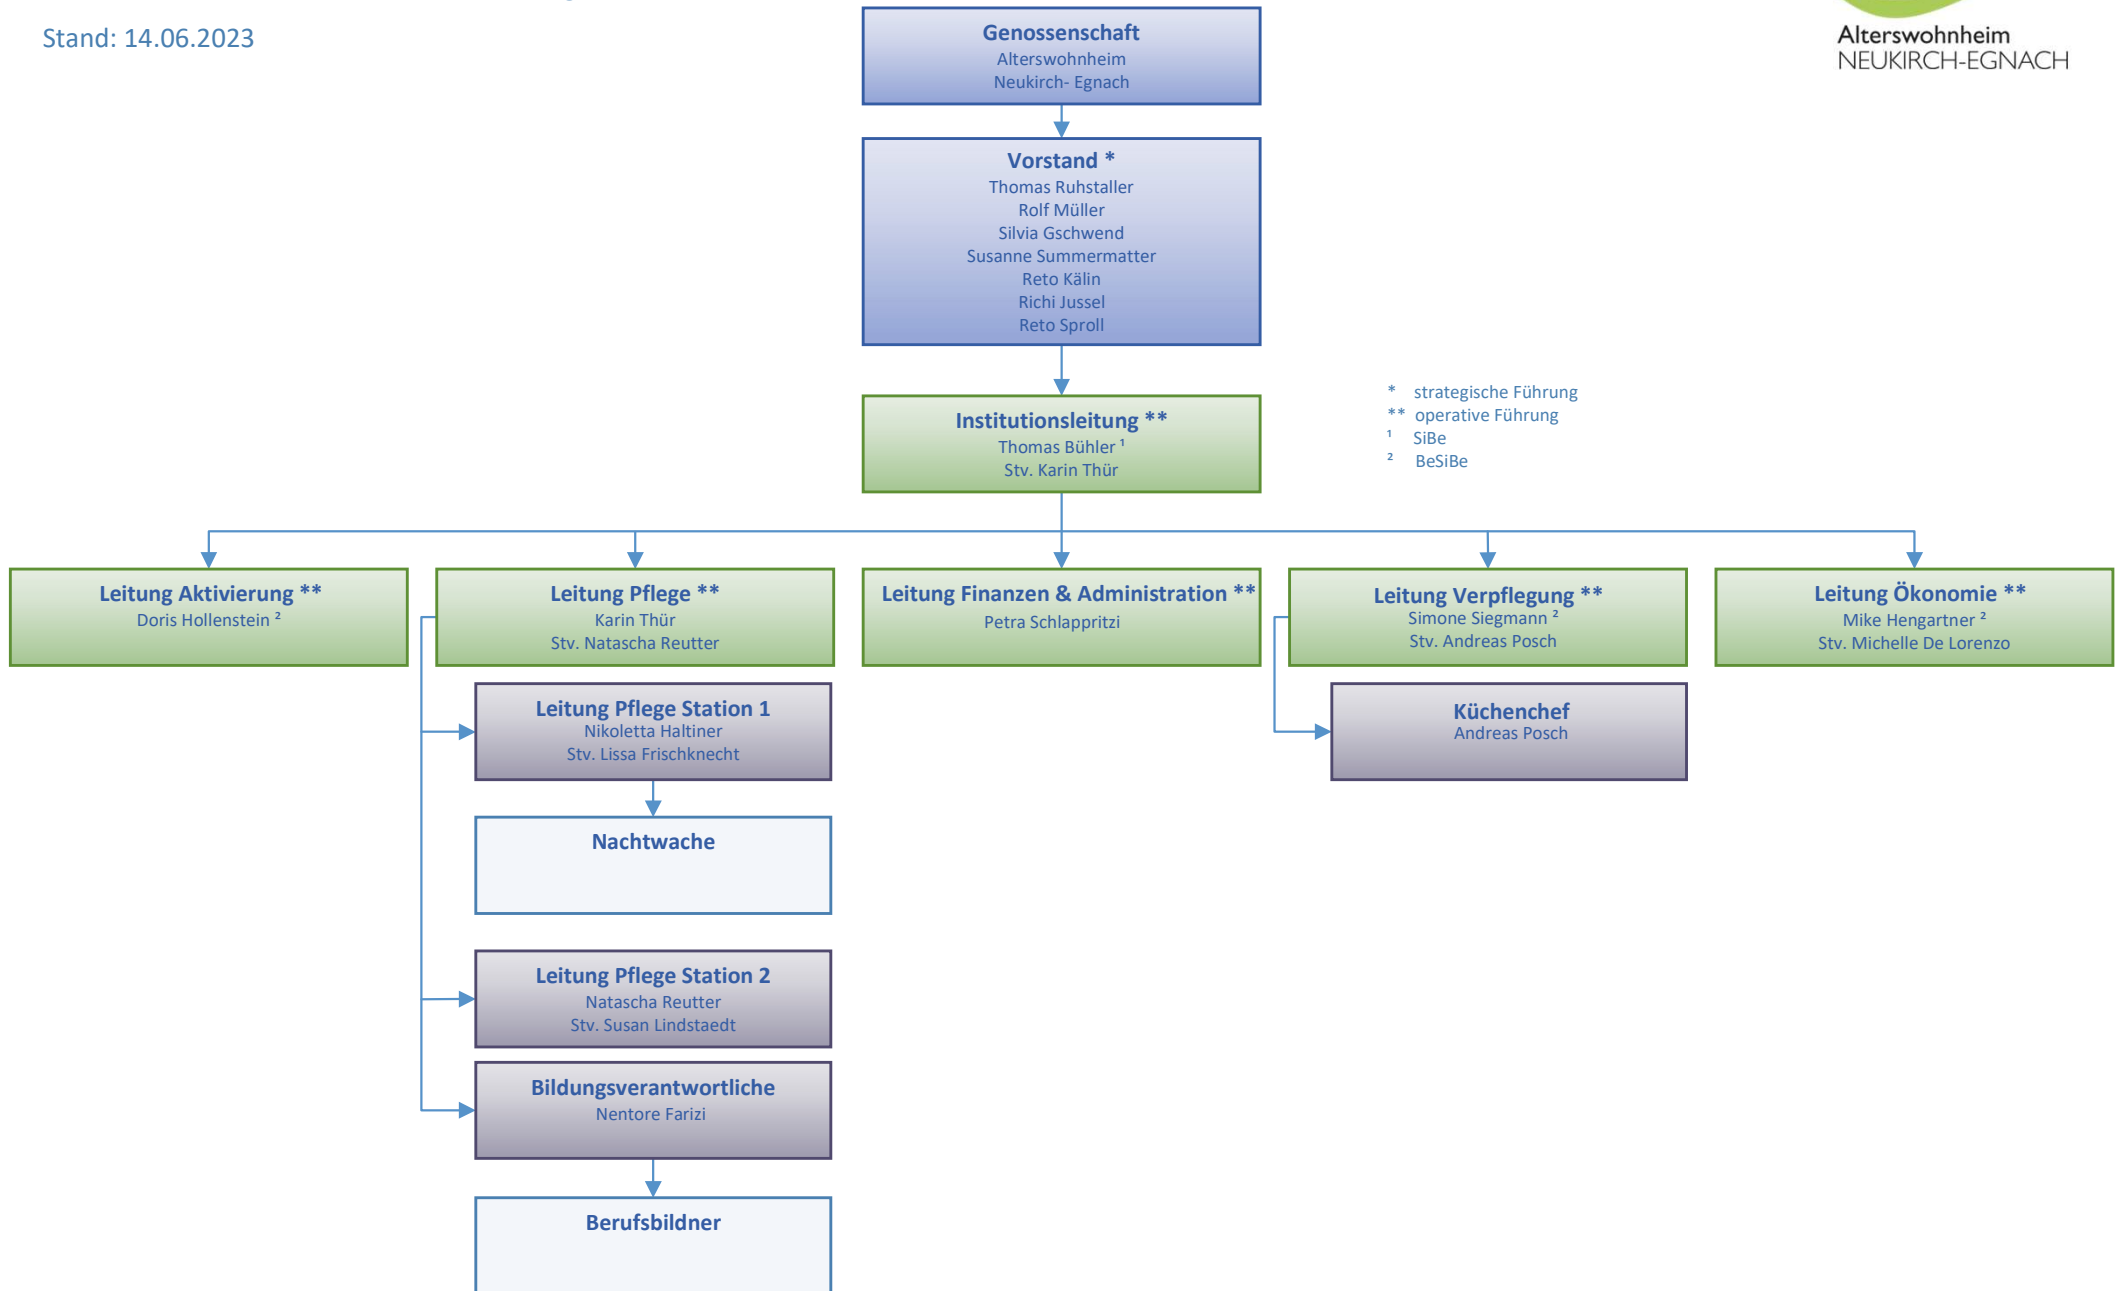 Stand: 14.06.2023
Alterswohnheim
NEUKIRCH-EGNACH
Genossenschaft
Alterswohnheim
Neukirch- Egnach
Vorstand *
Thomas Ruhstaller
Rolf Müller
Silvia Gschwend
Susanne Summermatter
Reto Kälin
Richi Jussel
Reto Sproll
* strategische Führung
** operative Führung
¹ SiBe
² BeSiBe
Institutionsleitung **
Thomas Bühler ¹
Stv. Karin Thür
Leitung Aktivierung **
Doris Hollenstein ²
Leitung Pflege **
Karin Thür
Stv. Natascha Reutter
Leitung Finanzen & Administration **
Petra Schlappritzi
Leitung Verpflegung **
Simone Siegmann ²
Stv. Andreas Posch
Leitung Ökonomie **
Mike Hengartner ²
Stv. Michelle De Lorenzo
Leitung Pflege Station 1
Nikoletta Haltiner
Stv. Lissa Frischknecht
Küchenchef
Andreas Posch
Nachtwache
Leitung Pflege Station 2
Natascha Reutter
Stv. Susan Lindstaedt
Bildungsverantwortliche
Nentore Farizi
Berufsbildner